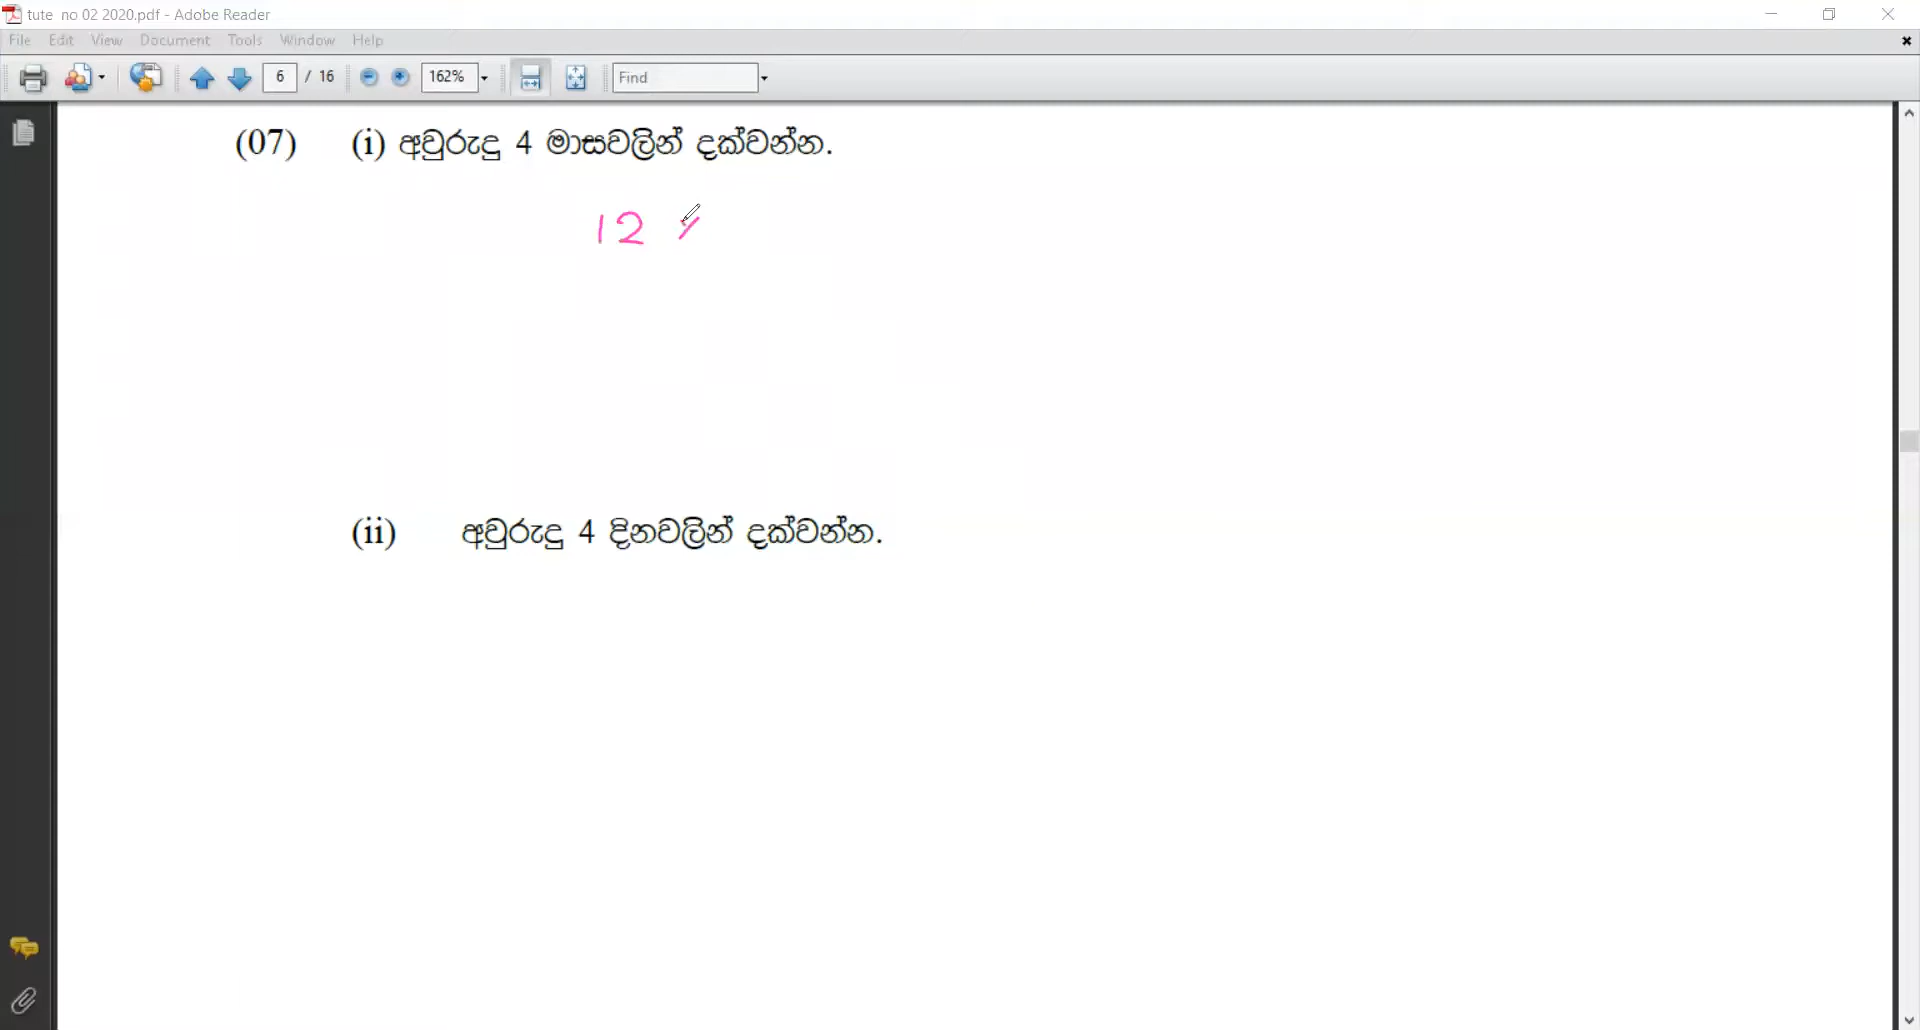 tute no 02 2020.pdf - Adobe Reader
File Edit View Document Tools Window Help
6 / 16 162% Find
(07) (i) අවුරුදු 4 මාසවලින් දක්වන්න.
12 ×
(ii) අවුරුදු 4 දිනවලින් දක්වන්න.